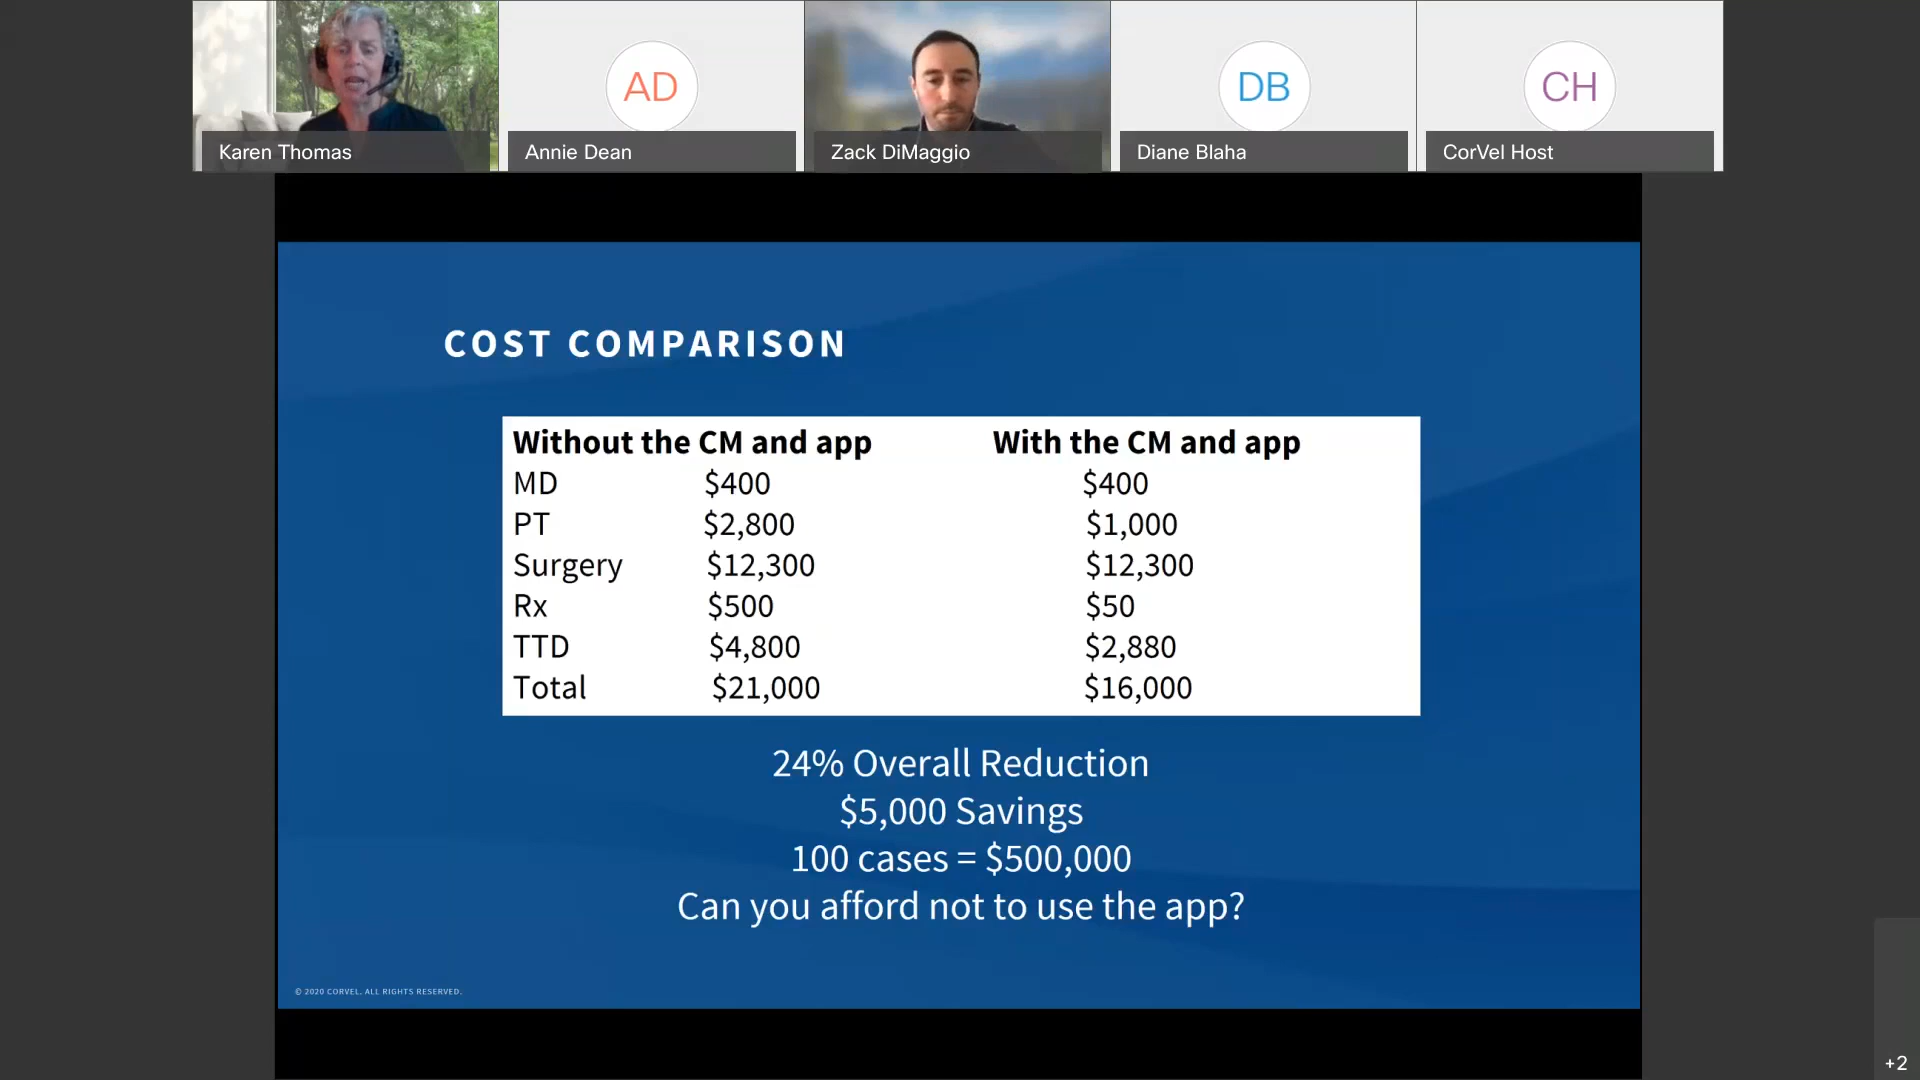 AD
DB
CH
Karen Thomas
Annie Dean
Zack DiMaggio
Diane Blaha
CorVel Host
COST COMPARISON
Without the CM and app With the CM and app
MD $400 $400
PT $2,800 $1,000
Surgery $12,300 $12,300
Rx $500 $50
TTD $4,800 $2,880
Total $21,000 $16,000
24% Overall Reduction
$5,000 Savings
100 cases = $500,000
Can you afford not to use the app?
© 2020 CORVEL. ALL RIGHTS RESERVED.
+2